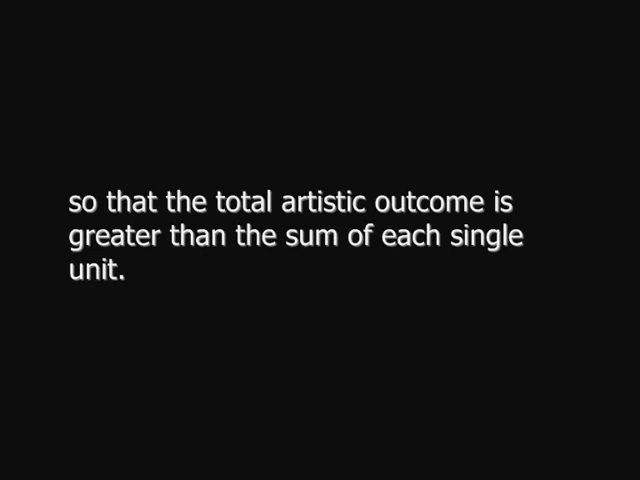 so that the total artistic outcome is
greater than the sum of each single
unit.